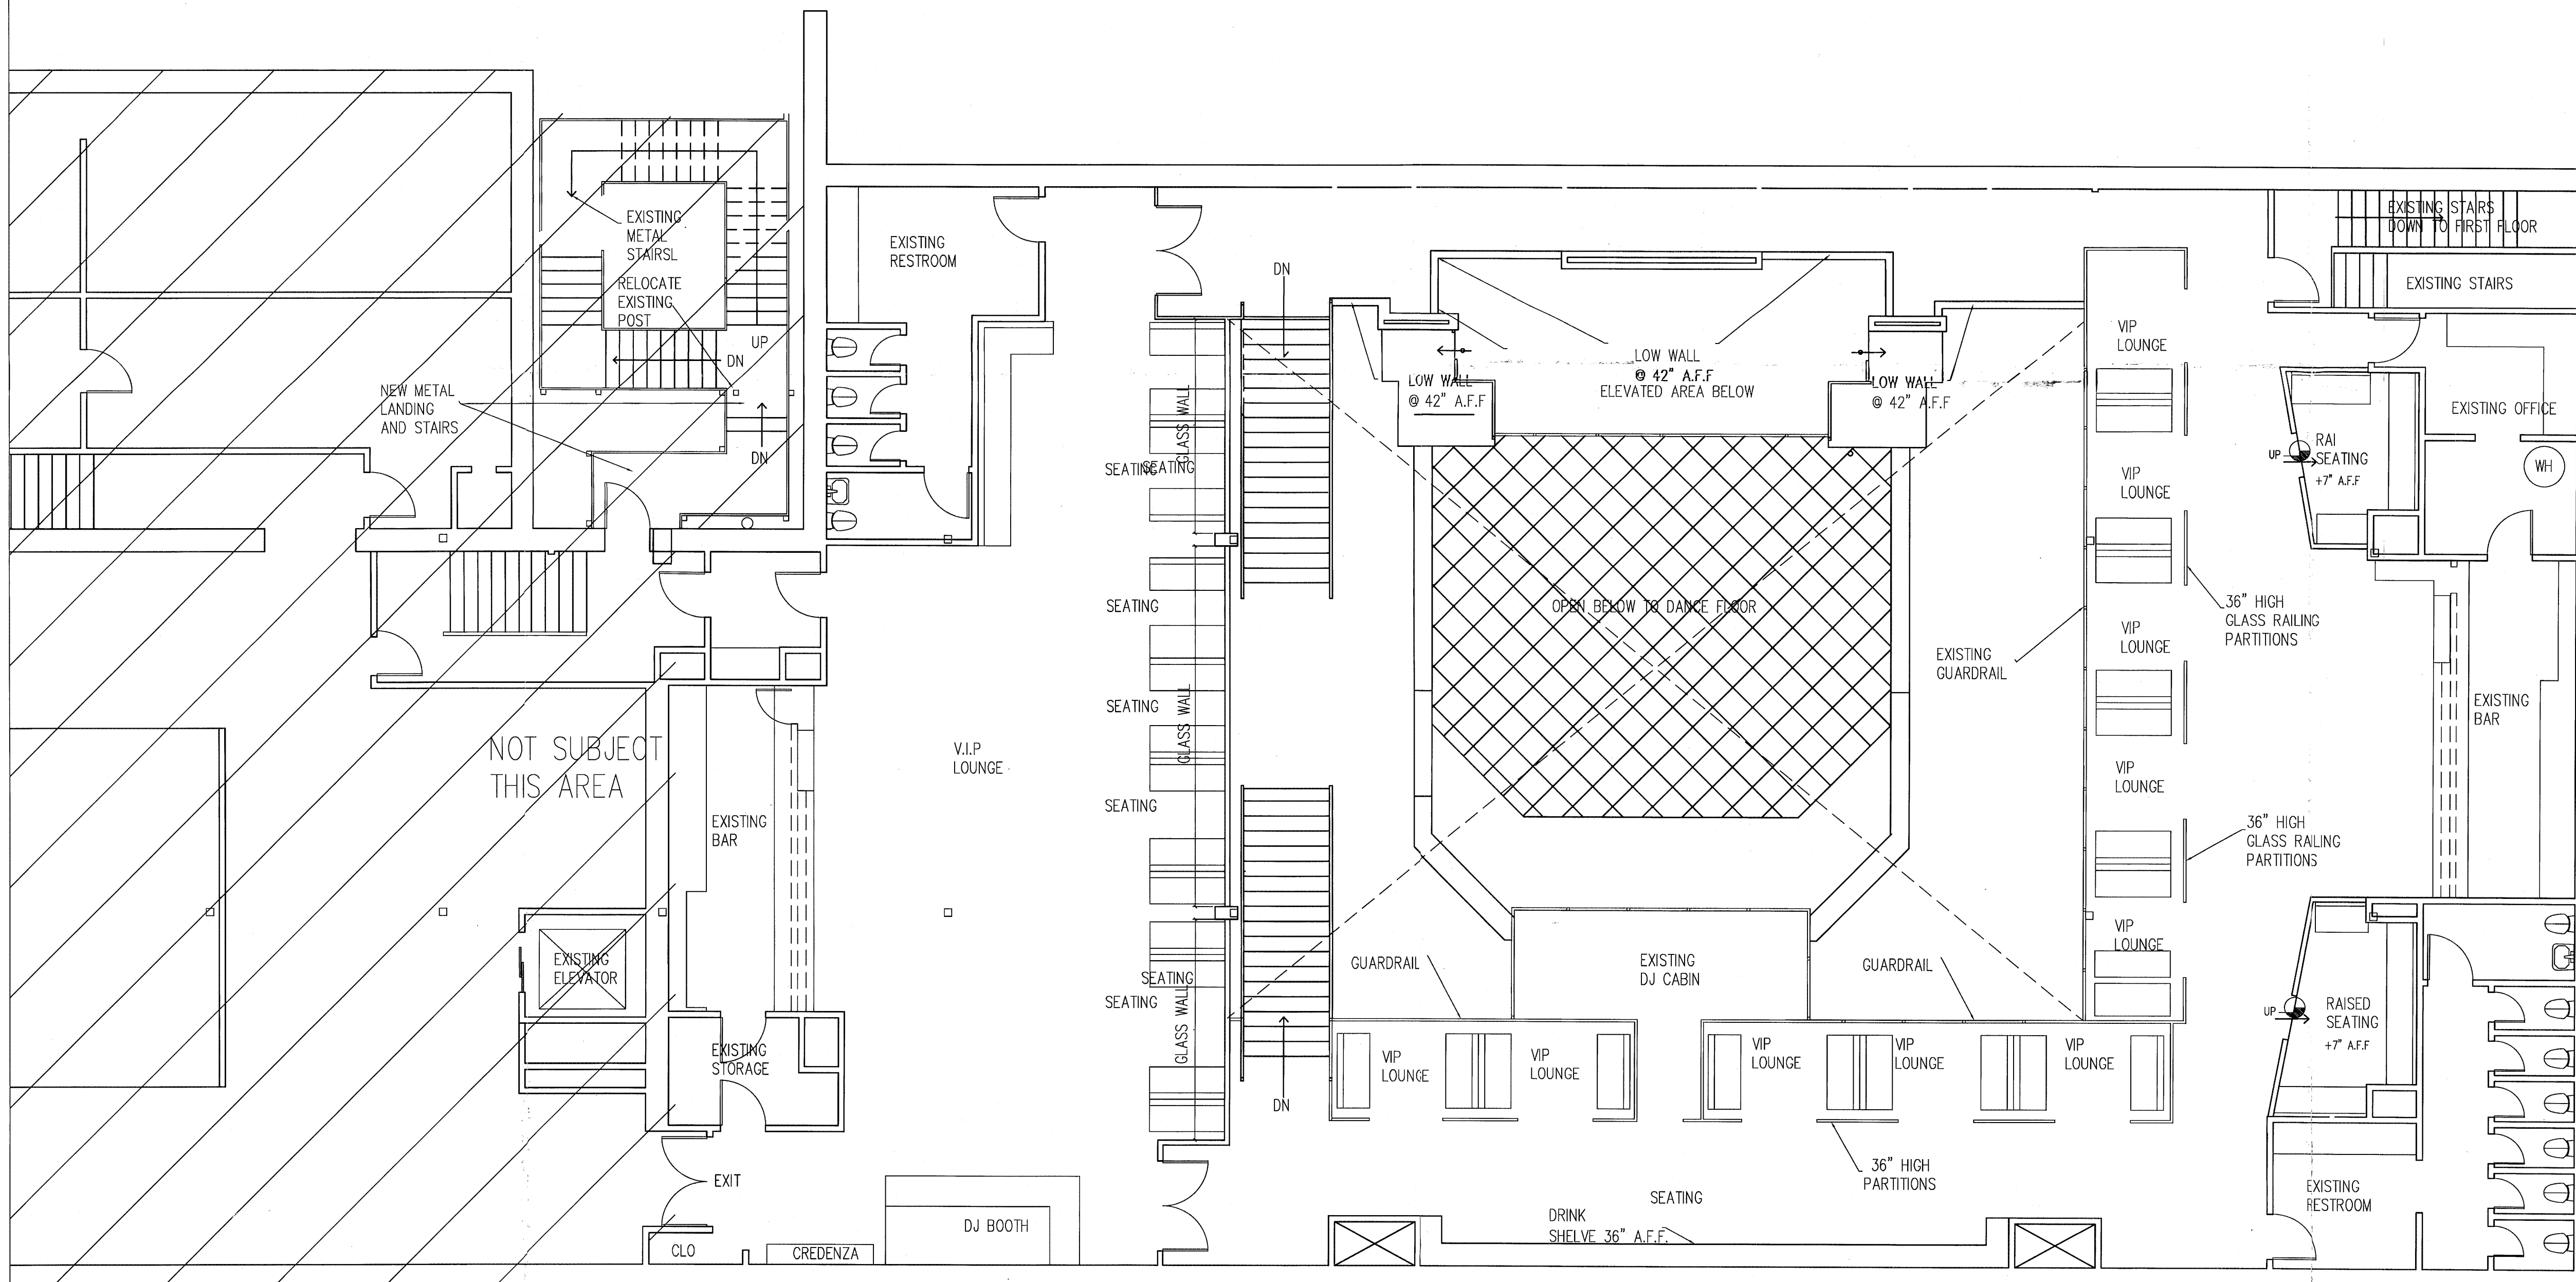 EXISTING
METAL
STAIRSL
RELOCATE
EXISTING
POST
UP
DN
NEW METAL
LANDING
AND STAIRS
DN
EXISTING
RESTROOM
NOT SUBJECT
THIS AREA
EXISTING
BAR
EXISTING
ELEVATOR
EXISTING
STORAGE
EXIT
CLO
CREDENZA
DJ BOOTH
V.I.P
LOUNGE
GLASS WALL
SEATING
SEATING
SEATING
SEATING
GLASS WALL
SEATING
SEATING
SEATING
GLASS WALL
DN
DN
LOW WALL
@ 42" A.F.F
LOW WALL
@ 42" A.F.F
ELEVATED AREA BELOW
LOW WALL
@ 42" A.F.F
OPEN BELOW TO DANCE FLOOR
EXISTING
GUARDRAIL
GUARDRAIL
EXISTING
DJ CABIN
GUARDRAIL
VIP
LOUNGE
VIP
LOUNGE
VIP
LOUNGE
VIP
LOUNGE
VIP
LOUNGE
36" HIGH
PARTITIONS
SEATING
DRINK
SHELVE 36" A.F.F.
VIP
LOUNGE
VIP
LOUNGE
VIP
LOUNGE
VIP
LOUNGE
VIP
LOUNGE
36" HIGH
GLASS RAILING
PARTITIONS
36" HIGH
GLASS RAILING
PARTITIONS
EXISTING STAIRS
DOWN TO FIRST FLOOR
EXISTING STAIRS
EXISTING OFFICE
WH
UP
RAI
SEATING
+7" A.F.F
EXISTING
BAR
UP
RAISED
SEATING
+7" A.F.F
EXISTING
RESTROOM